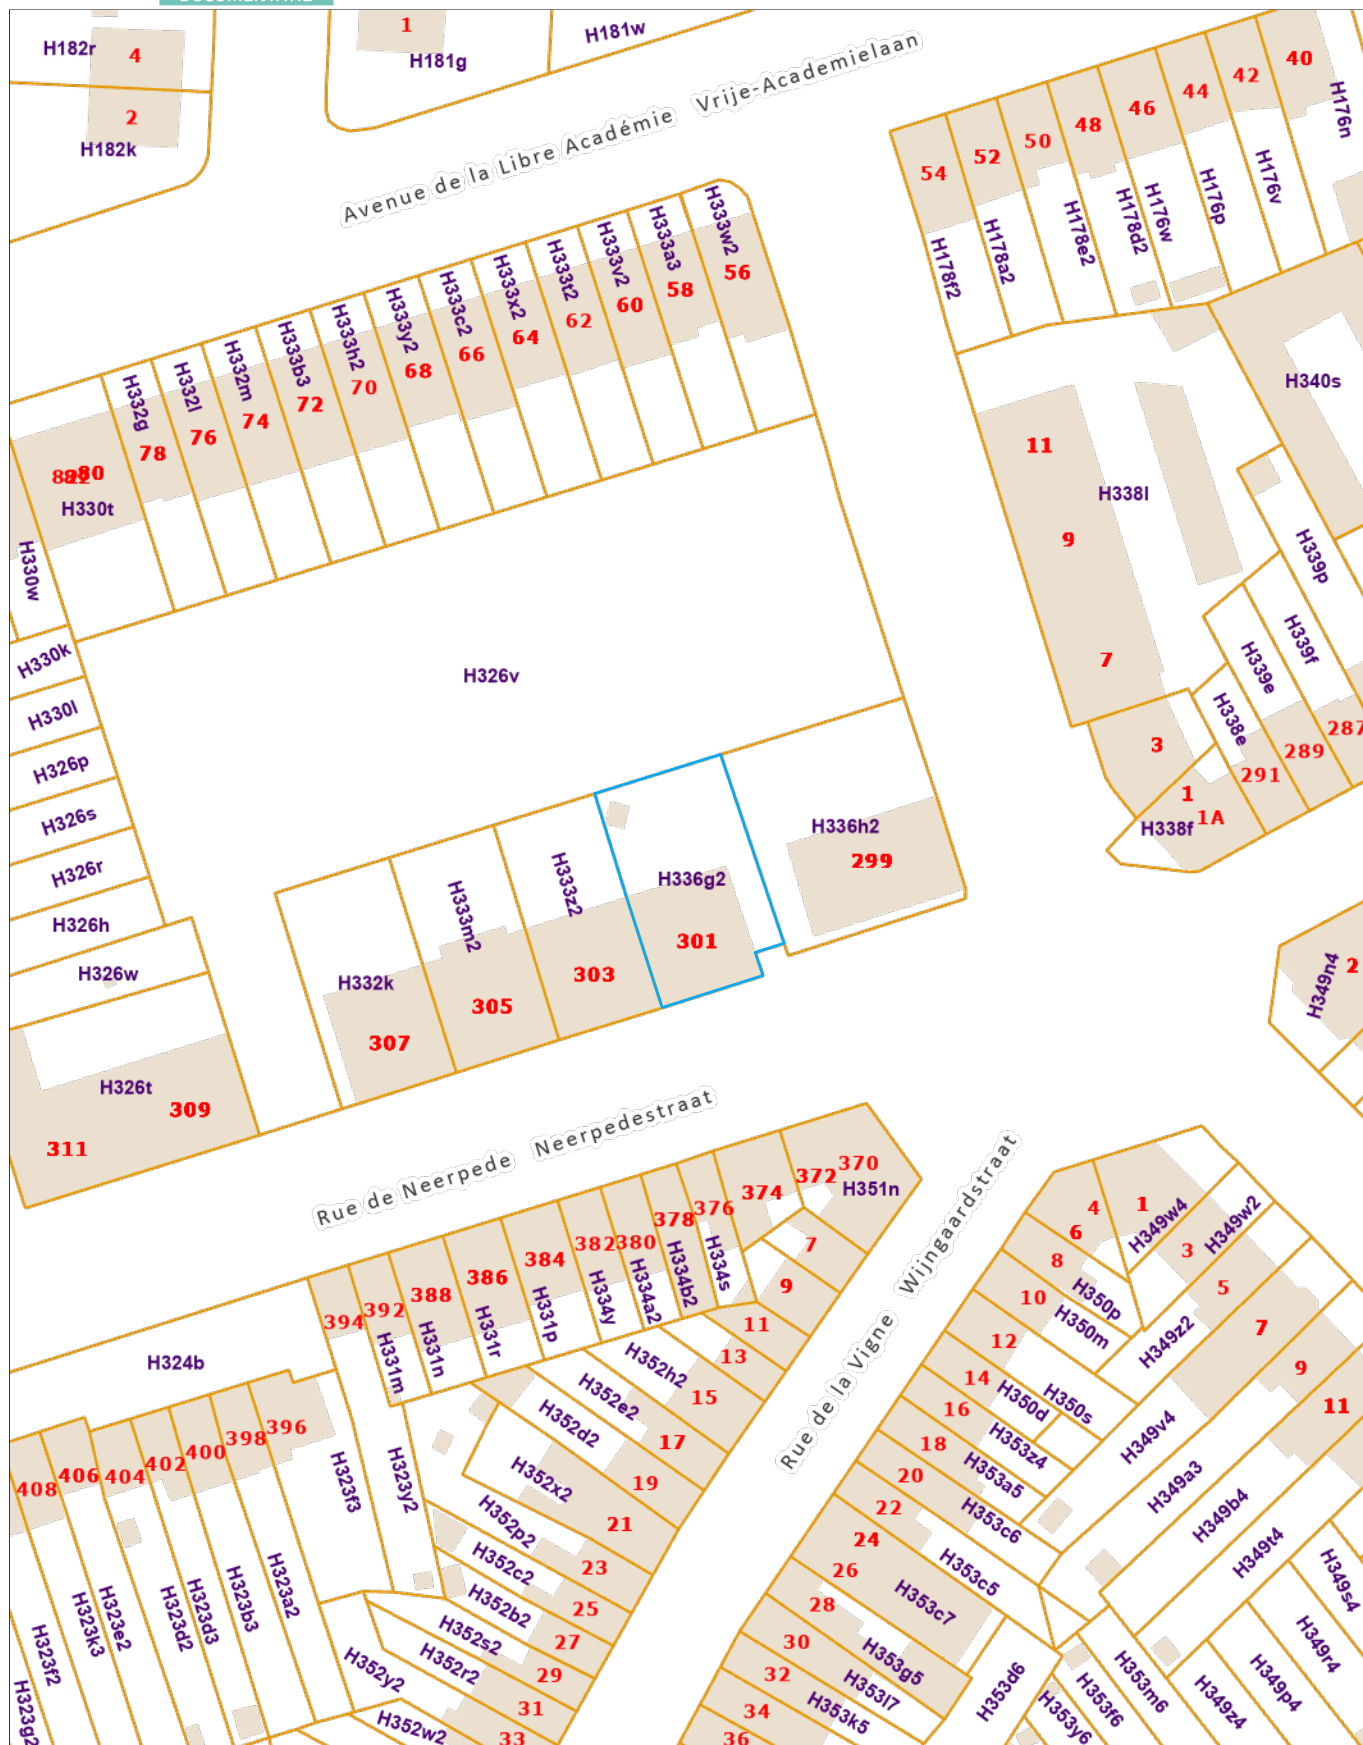 H182r
4
2
H182k
1
H181g
H181w
Avenue de la Libre Académie Vrije-Academielaan
54
52
50
48
46
44
42
40
H176n
H178f2
H178a2
H178e2
H178d2
H176w
H176p
H176v
H333w2
56
H333a3
58
H333v2
60
H333t2
62
H333x2
64
H333c2
66
H333y2
68
H333h2
70
H333b3
72
H332m
74
H332l
76
H332g
78
80
H330t
H330w
H330k
H330l
H326p
H326s
H326r
H326h
H326w
H326v
H340s
11
H338l
9
7
H339p
H339f
H339e
H338e
3
287
289
291
1
1A
H338f
H336h2
299
H336g2
301
H333z2
303
H333m2
305
H332k
307
H326t
309
311
H349n4
2
Rue de Neerpede Neerpedestraat
Rue de la Vigne Wijngaardstraat
370
372
H351n
374
376
378
380
382
384
386
388
392
394
H334s
H334b2
H334a2
H334y
H331p
H331r
H331n
H331m
7
9
11
13
15
17
19
21
23
25
27
29
31
33
H352h2
H352e2
H352d2
H352x2
H352p2
H352c2
H352b2
H352s2
H352r2
H352y2
H352w2
H324b
396
398
400
402
404
406
408
H323f3
H323y2
H323a2
H323b3
H323d3
H323d2
H323e2
H323k3
H323f2
H323g2
4
6
8
10
12
14
16
18
20
22
24
26
28
30
32
34
36
1
3
5
7
9
11
H349w4
H349w2
H350p
H350m
H349z2
H350s
H350d
H353z4
H353a5
H349v4
H349a3
H349b4
H349t4
H353c6
H353c5
H353c7
H353g5
H353l7
H353k5
H353d6
H353y6
H353f6
H353m6
H349z4
H349p4
H349r4
H349s4